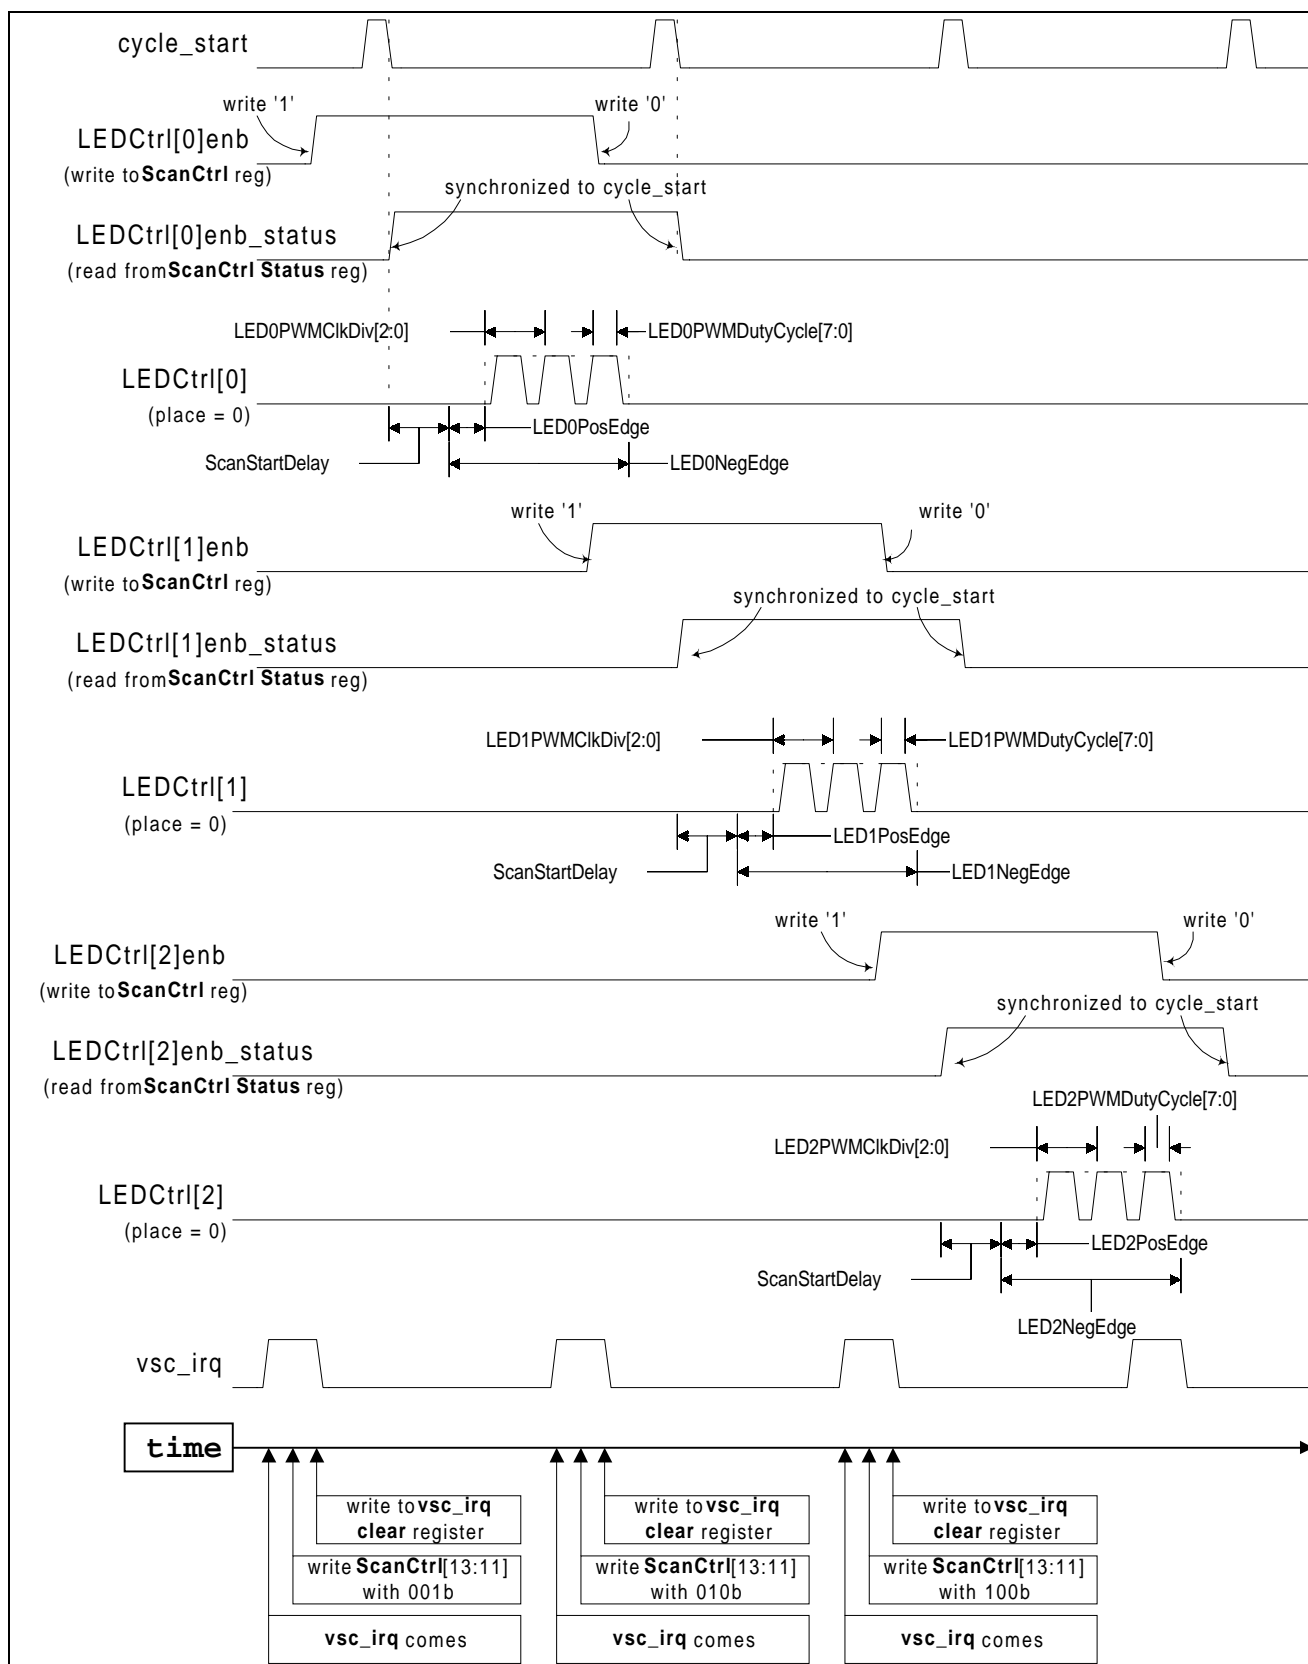 cycle_start
write '1'
write '0'
LEDCtrl[0]enb
(write to ScanCtrl reg)
synchronized to cycle_start
LEDCtrl[0]enb_status
(read from ScanCtrl Status reg)
LED0PWMClkDiv[2:0]
LED0PWMDutyCycle[7:0]
LEDCtrl[0]
(place = 0)
LED0PosEdge
ScanStartDelay
LED0NegEdge
write '1'
write '0'
LEDCtrl[1]enb
(write to ScanCtrl reg)
synchronized to cycle_start
LEDCtrl[1]enb_status
(read from ScanCtrl Status reg)
LED1PWMClkDiv[2:0]
LED1PWMDutyCycle[7:0]
LEDCtrl[1]
(place = 0)
LED1PosEdge
ScanStartDelay
LED1NegEdge
write '1'
write '0'
LEDCtrl[2]enb
(write to ScanCtrl reg)
synchronized to cycle_start
LEDCtrl[2]enb_status
(read from ScanCtrl Status reg)
LED2PWMDutyCycle[7:0]
LED2PWMClkDiv[2:0]
LEDCtrl[2]
(place = 0)
LED2PosEdge
ScanStartDelay
LED2NegEdge
vsc_irq
time
write to vsc_irq
clear register
write ScanCtrl[13:11]
with 001b
vsc_irq comes
write to vsc_irq
clear register
write ScanCtrl[13:11]
with 010b
vsc_irq comes
write to vsc_irq
clear register
write ScanCtrl[13:11]
with 100b
vsc_irq comes